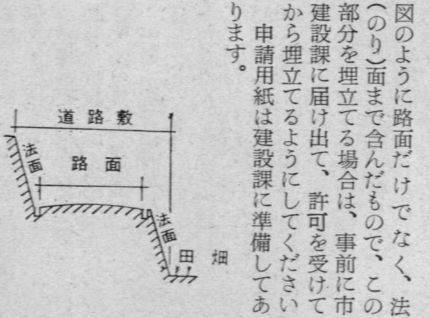 図のように路面だけでなく、法
(のり)面まで含んだもので、この
部分を埋立てる場合は、事前に市
建設課に届け出て、許可を受けて
から埋立てるようにしてください
申請用紙は建設課に準備してあ
ります。
道路敷
法面
路面
法面
田畑